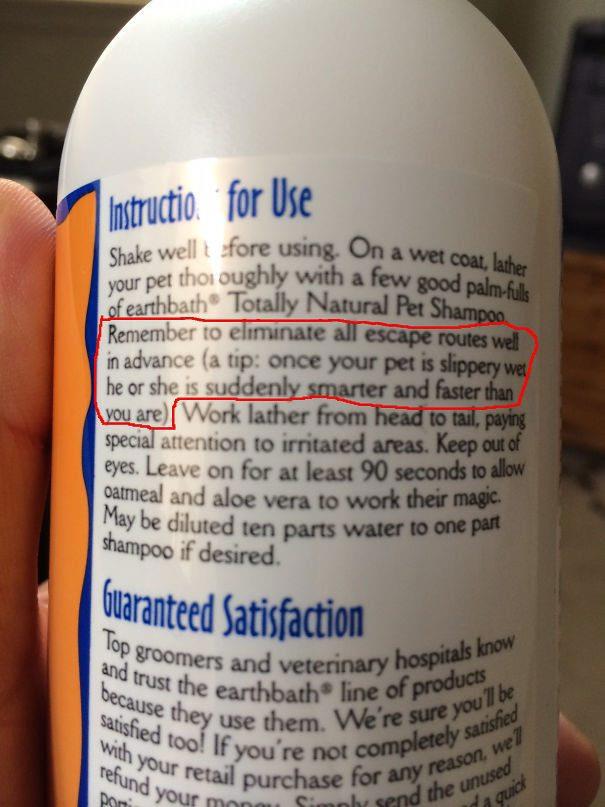 Instructio for Use
Shake well before using. On a wet coat, lather
your pet thoroughly with a few good palm-fulls
of earthbath® Totally Natural Pet Shampoo.
Remember to eliminate all escape routes well
in advance (a tip: once your pet is slippery wet,
he or she is suddenly smarter and faster than
you are). Work lather from head to tail, paying
special attention to irritated areas. Keep out of
eyes. Leave on for at least 90 seconds to allow
oatmeal and aloe vera to work their magic.
May be diluted ten parts water to one part
shampoo if desired.
Guaranteed Satisfaction
Top groomers and veterinary hospitals know
and trust the earthbath® line of products
because they use them. We're sure you'll be
satisfied too! If you're not completely satisfied
with your retail purchase for any reason, we'll
refund your money. Simply send the unused
quick